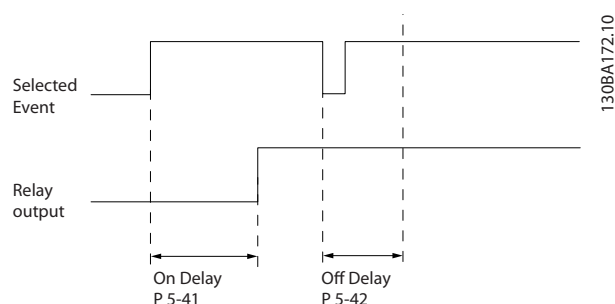 130BA172.10
Selected
Event
Relay
output
On Delay
P 5-41
Off Delay
P 5-42